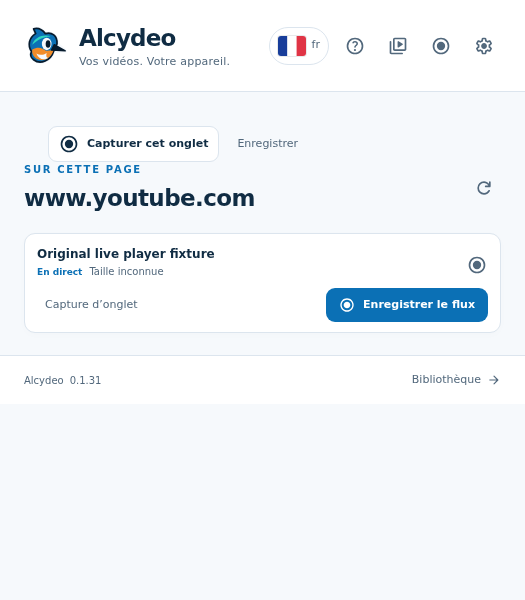 Alcydeo
Vos vidéos. Votre appareil.
fr
Capturer cet onglet
Enregistrer
SUR CETTE PAGE
www.youtube.com
Original live player fixture
En direct Taille inconnue
Capture d’onglet
Enregistrer le flux
Alcydeo 0.1.31
Bibliothèque